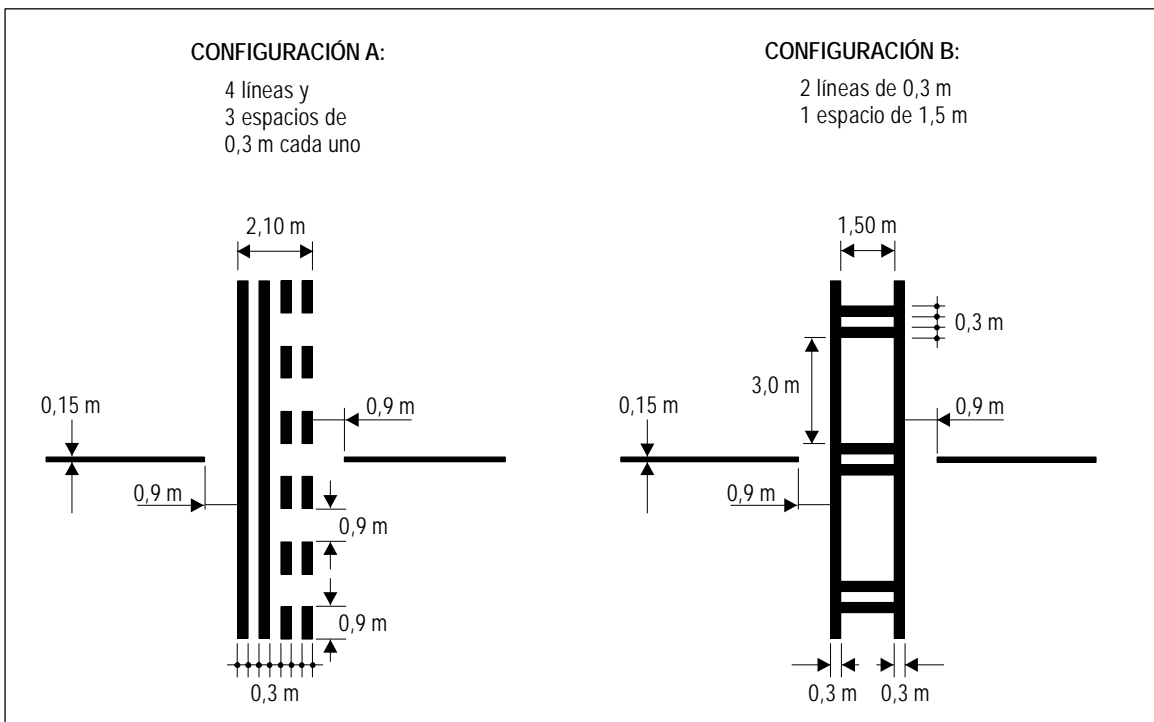 CONFIGURACIÓN A:
4 líneas y
3 espacios de
0,3 m cada uno
2,10 m
0,15 m
0,9 m
0,9 m
0,9 m
0,9 m
0,3 m
CONFIGURACIÓN B:
2 líneas de 0,3 m
1 espacio de 1,5 m
1,50 m
0,3 m
3,0 m
0,15 m
0,9 m
0,9 m
0,3 m
0,3 m